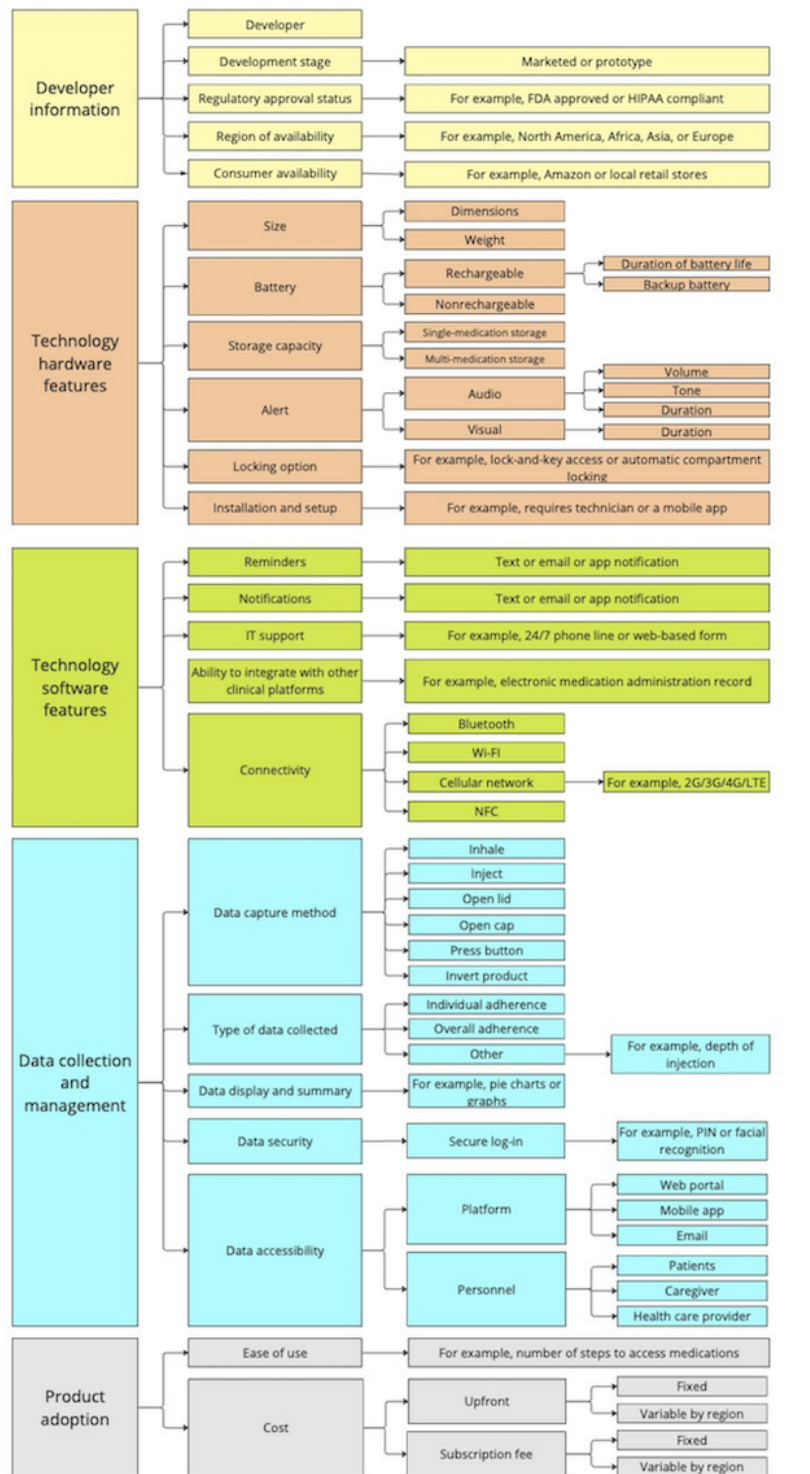 Developer
information
Developer
Development stage
Marketed or prototype
Regulatory approval status
For example, FDA approved or HIPAA compliant
Region of availability
For example, North America, Africa, Asia, or Europe
Consumer availability
For example, Amazon or local retail stores
Technology
hardware
features
Size
Dimensions
Weight
Battery
Rechargeable
Duration of battery life
Backup battery
Nonrechargeable
Storage capacity
Single-medication storage
Multi-medication storage
Alert
Audio
Volume
Tone
Duration
Visual
Duration
Locking option
For example, lock-and-key access or automatic compartment
locking
Installation and setup
For example, requires technician or a mobile app
Technology
software
features
Reminders
Text or email or app notification
Notifications
Text or email or app notification
IT support
For example, 24/7 phone line or web-based form
Ability to integrate with other
clinical platforms
For example, electronic medication administration record
Connectivity
Bluetooth
Wi-FI
Cellular network
For example, 2G/3G/4G/LTE
NFC
Data collection
and
management
Data capture method
Inhale
Inject
Open lid
Open cap
Press button
Invert product
Type of data collected
Individual adherence
Overall adherence
Other
For example, depth of
injection
Data display and summary
For example, pie charts or
graphs
Data security
Secure log-in
For example, PIN or facial
recognition
Data accessibility
Platform
Web portal
Mobile app
Email
Personnel
Patients
Caregiver
Health care provider
Product
adoption
Ease of use
For example, number of steps to access medications
Cost
Upfront
Fixed
Variable by region
Subscription fee
Fixed
Variable by region